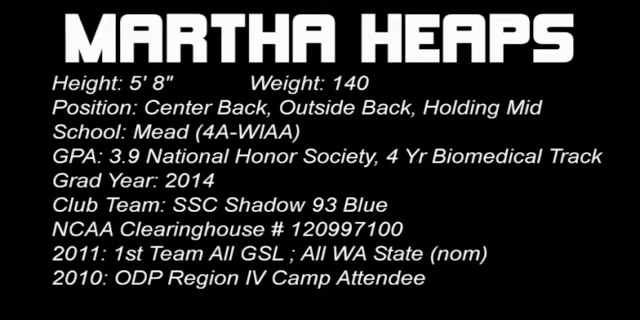 MARTHA HEAPS
Height: 5' 8" Weight: 140
Position: Center Back, Outside Back, Holding Mid
School: Mead (4A-WIAA)
GPA: 3.9 National Honor Society, 4 Yr Biomedical Track
Grad Year: 2014
Club Team: SSC Shadow 93 Blue
NCAA Clearinghouse # 120997100
2011: 1st Team All GSL ; All WA State (nom)
2010: ODP Region IV Camp Attendee